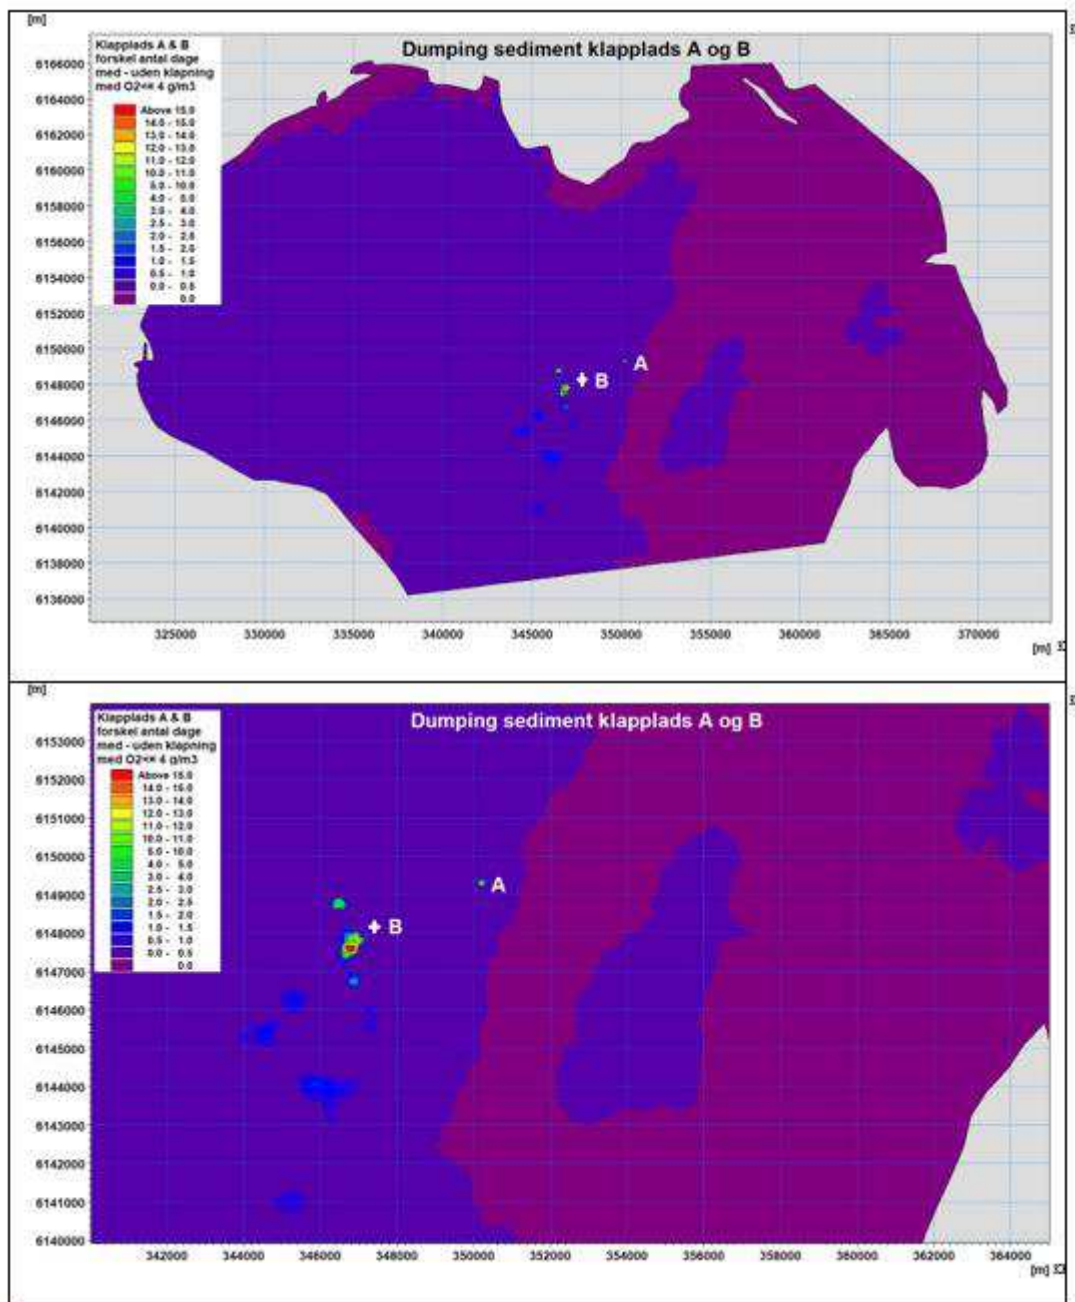 [m]
Dumping sediment klapplads A og B
Klapplads A & B
forskel antal dage
med - uden klapning
med O2<= 4 g/m3
Above 15.0
14.0 - 15.0
13.0 - 14.0
12.0 - 13.0
11.0 - 12.0
10.0 - 11.0
5.0 - 10.0
4.0 - 5.0
3.0 - 4.0
2.5 - 3.0
2.0 - 2.5
1.5 - 2.0
1.0 - 1.5
0.5 - 1.0
0.0 - 0.5
0.0
6166000
6164000
6162000
6160000
6158000
6156000
6154000
6152000
6150000
6148000
6146000
6144000
6142000
6140000
6138000
6136000
A
B
325000 330000 335000 340000 345000 350000 355000 360000 365000 370000
[m]
[m]
Dumping sediment klapplads A og B
Klapplads A & B
forskel antal dage
med - uden klapning
med O2<= 4 g/m3
Above 15.0
14.0 - 15.0
13.0 - 14.0
12.0 - 13.0
11.0 - 12.0
10.0 - 11.0
5.0 - 10.0
4.0 - 5.0
3.0 - 4.0
2.5 - 3.0
2.0 - 2.5
1.5 - 2.0
1.0 - 1.5
0.5 - 1.0
0.0 - 0.5
0.0
6153000
6152000
6151000
6150000
6149000
6148000
6147000
6146000
6145000
6144000
6143000
6142000
6141000
6140000
A
B
342000 344000 346000 348000 350000 352000 354000 356000 358000 360000 362000 364000
[m]